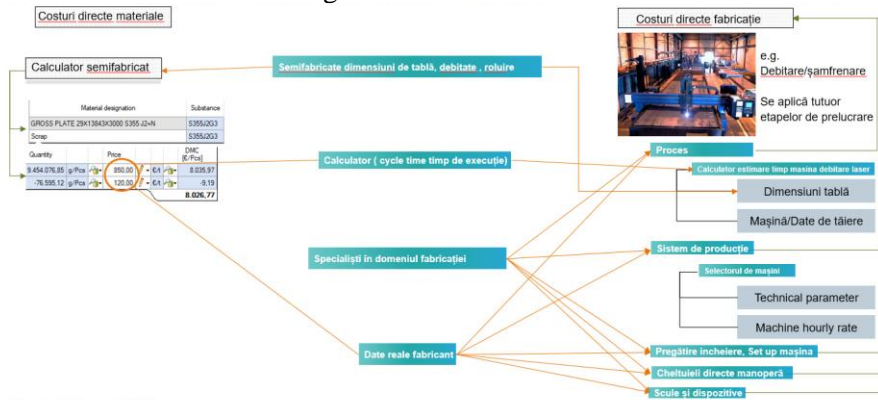 Costuri directe materiale
Calculator semifabricat
Material designation
Substance
GROSS PLATE 29X13843X3000 S355 J2+N
S355J2G3
Scrap
S355J2G3
Quantity
Price
DMC
[€/Pcs]
9.454.076,85 g/Pcs 850.00 €/t 8.035,97
-76.595,12 g/Pcs 120.00 €/t -9,19
8.026,77
Semifabricate dimensiuni de tablă, debitate , roluire
Calculator ( cycle time timp de execuție)
Specialiști în domeniul fabricației
Date reale fabricant
Costuri directe fabricație
e.g.
Debitare/șamfrenare
Se aplică tutuor
etapelor de prelucrare
Proces
Calculator estimare timp masina debitare laser
Dimensiuni tablă
Mașină/Date de tăiere
Sistem de producție
Selectorul de mașini
Technical parameter
Machine hourly rate
Pregătire incheiere, Set up mașina
Cheltuieli directe manoperă
Scule și dispozitive